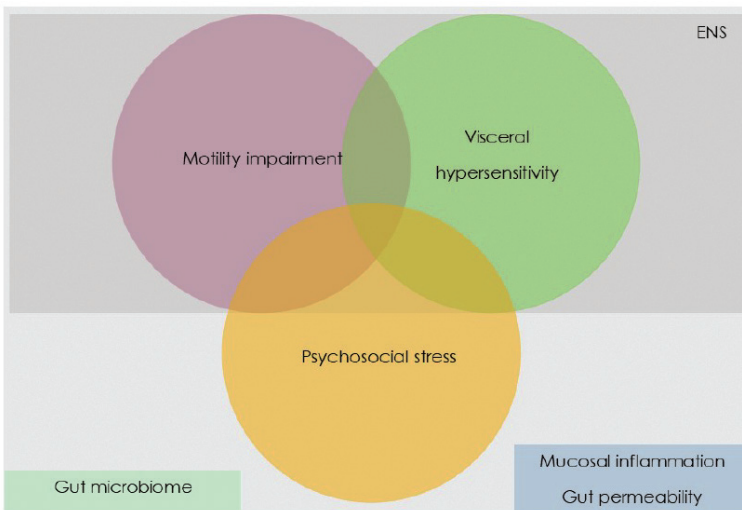 ENS
Motility impairment
Visceral
hypersensitivity
Psychosocial stress
Gut microbiome
Mucosal inflammation
Gut permeability